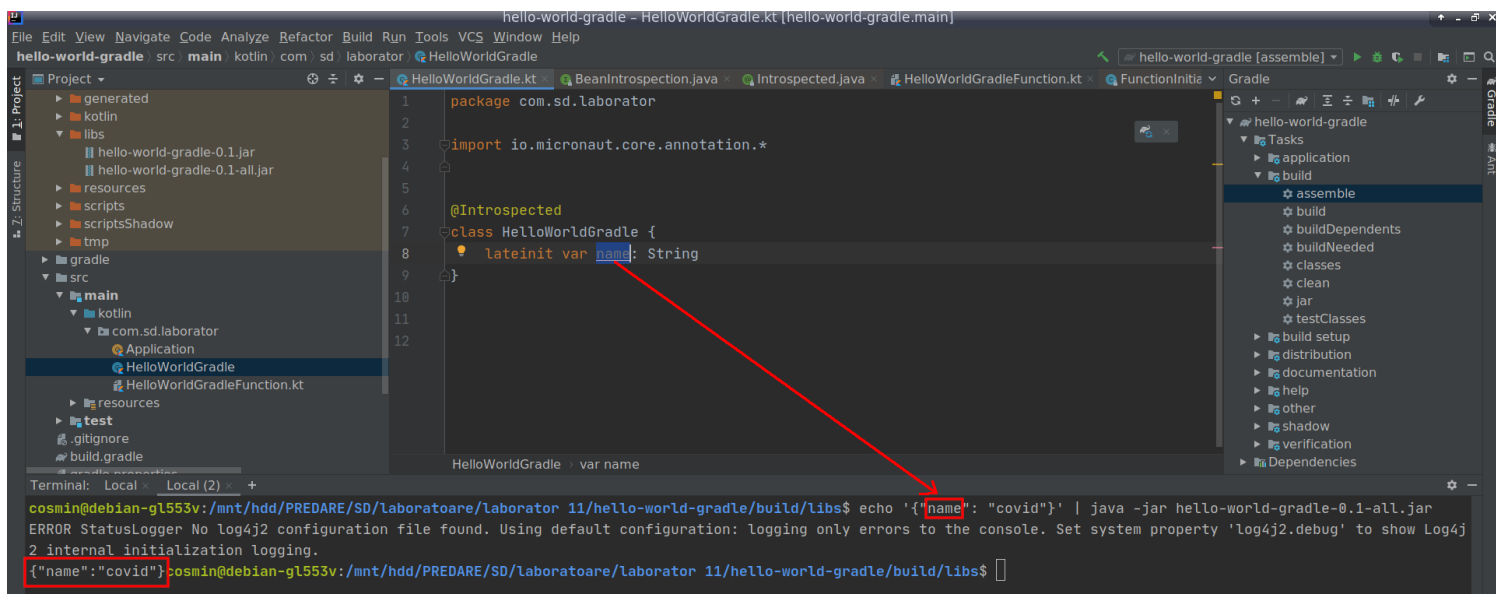 hello-world-gradle – HelloWorldGradle.kt [hello-world-gradle.main]
File Edit View Navigate Code Analyze Refactor Build Run Tools VCS Window Help
hello-world-gradle src main kotlin com sd laborator HelloWorldGradle
hello-world-gradle [assemble]
1: Project
Z: Structure
Project
generated
kotlin
libs
hello-world-gradle-0.1.jar
hello-world-gradle-0.1-all.jar
resources
scripts
scriptsShadow
tmp
gradle
src
main
kotlin
com.sd.laborator
Application
HelloWorldGradle
HelloWorldGradleFunction.kt
resources
test
.gitignore
build.gradle
gradle.properties
HelloWorldGradle.kt BeanIntrospection.java Introspected.java HelloWorldGradleFunction.kt FunctionInitia
1 package com.sd.laborator
2
3 import io.micronaut.core.annotation.*
4
5
6 @Introspected
7 class HelloWorldGradle {
8 lateinit var name: String
9 }
10
11
12
HelloWorldGradle › var name
Gradle
hello-world-gradle
Tasks
application
build
assemble
build
buildDependents
buildNeeded
classes
clean
jar
testClasses
build setup
distribution
documentation
help
other
shadow
verification
Dependencies
Gradle
Ant
Terminal: Local × Local (2) × +
cosmin@debian-gl553v:/mnt/hdd/PREDARE/SD/laboratoare/laborator 11/hello-world-gradle/build/libs$ echo '{"name": "covid"}' | java -jar hello-world-gradle-0.1-all.jar
ERROR StatusLogger No log4j2 configuration file found. Using default configuration: logging only errors to the console. Set system property 'log4j2.debug' to show Log4j
2 internal initialization logging.
{"name":"covid"}cosmin@debian-gl553v:/mnt/hdd/PREDARE/SD/laboratoare/laborator 11/hello-world-gradle/build/libs$